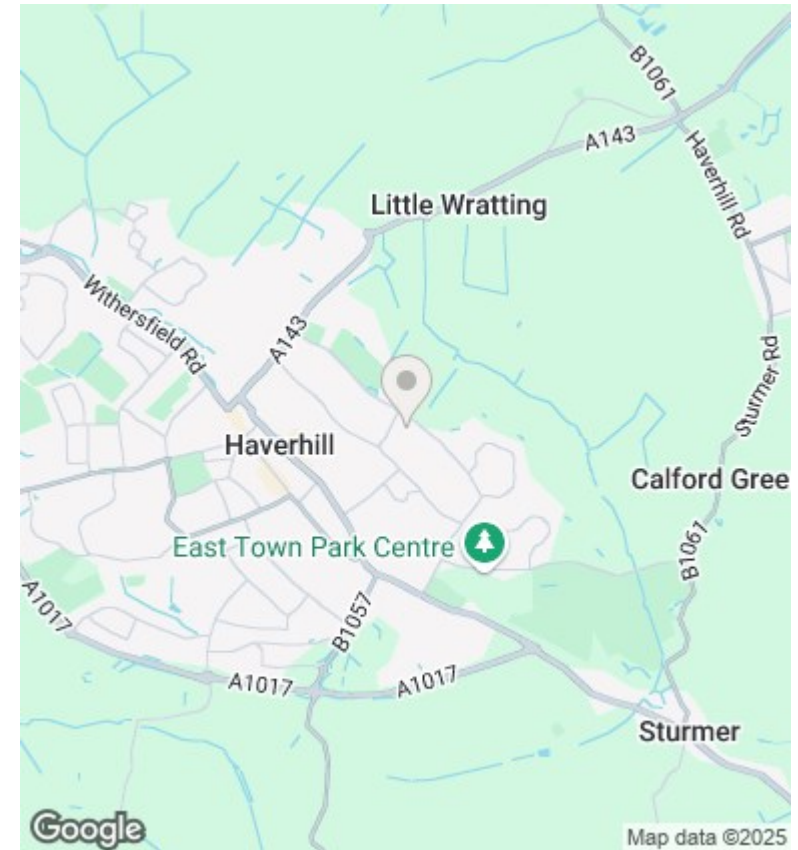 B1061
A143
Haverhill Rd
Little Wratting
Withersfield Rd
A143
Sturmer Rd
Haverhill
Calford Gree
East Town Park Centre
B1061
A1017
B1057
A1017
A1017
Sturmer
Google
Map data ©2025